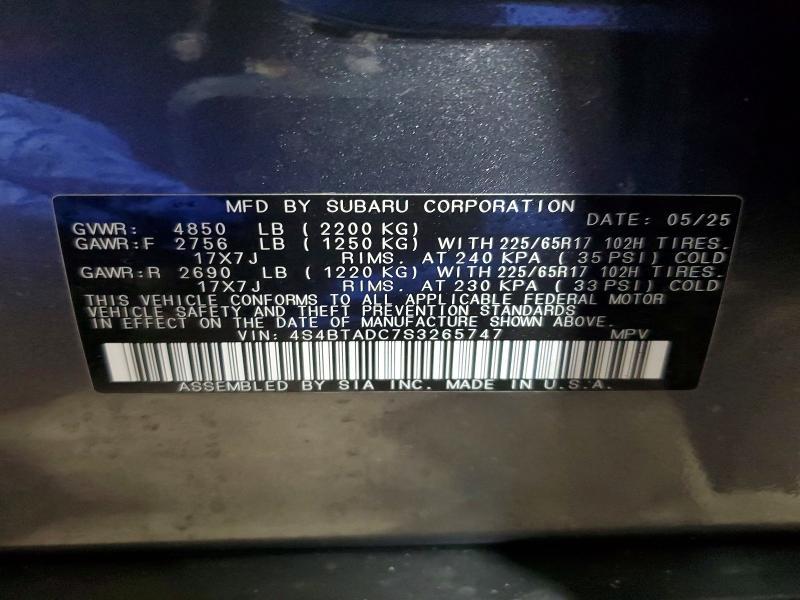 MFD BY SUBARU CORPORATION DATE: 05/25
GVWR: 4850 LB (2200 KG)
GAWR:F 2756 LB (1250 KG) WITH 225/65R17 102H TIRES.
17X7J RIMS. AT 240 KPA (35 PSI) COLD
GAWR:R 2690 LB (1220 KG) WITH 225/65R17 102H TIRES.
17X7J RIMS. AT 230 KPA (33 PSI) COLD
THIS VEHICLE CONFORMS TO ALL APPLICABLE FEDERAL MOTOR
VEHICLE SAFETY AND THEFT PREVENTION STANDARDS
IN EFFECT ON THE DATE OF MANUFACTURE SHOWN ABOVE.
VIN: 4S4BTADC7S3265747 MPV
ASSEMBLED BY SIA INC. MADE IN U.S.A.